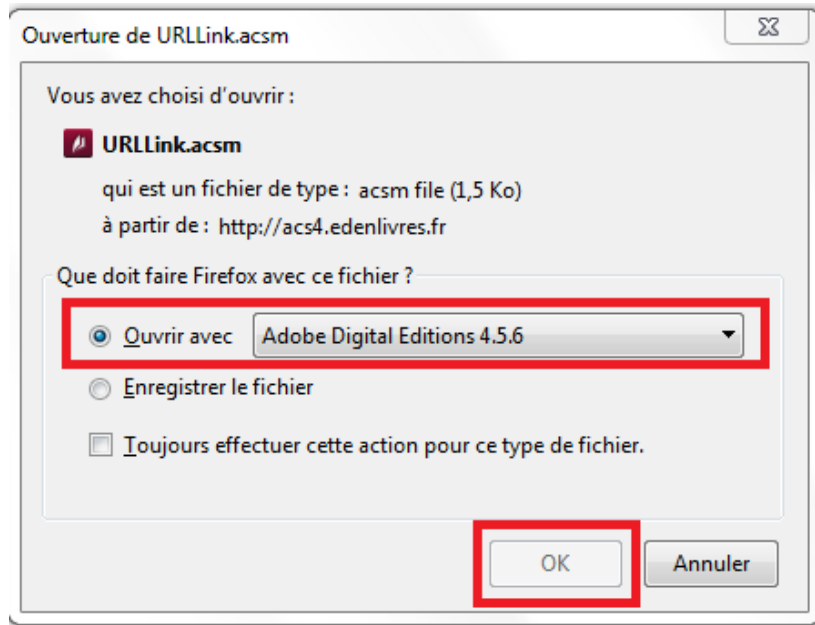 Ouverture de URLLink.acsm
Vous avez choisi d'ouvrir :
URLLink.acsm
qui est un fichier de type : acsm file (1,5 Ko)
à partir de : http://acs4.edenlivres.fr
Que doit faire Firefox avec ce fichier ?
Ouvrir avec Adobe Digital Editions 4.5.6
Enregistrer le fichier
Toujours effectuer cette action pour ce type de fichier.
OK Annuler